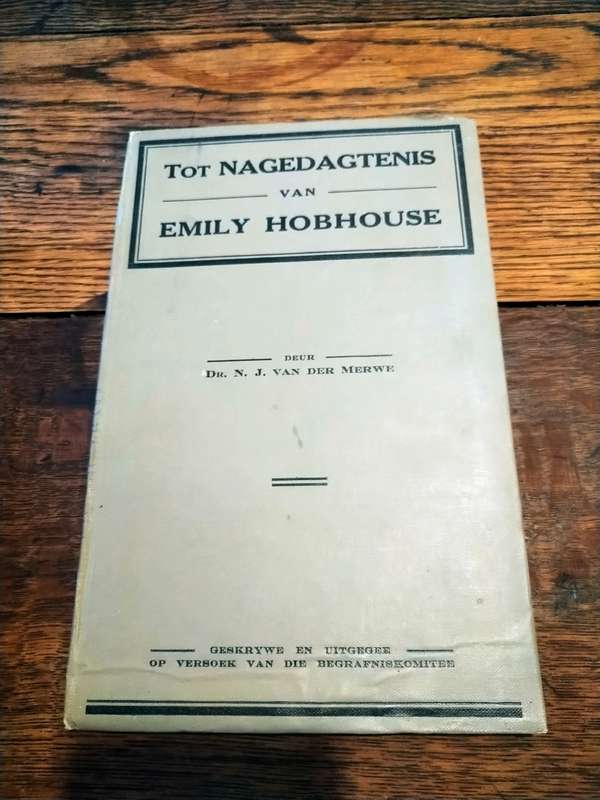 Tot NAGEDAGTENIS
VAN
EMILY HOBHOUSE
DEUR
DR. N. J. VAN DER MERWE
GESKRYWE EN UITGEGEE
OP VERSOEK VAN DIE BEGRAFNISKOMITEE